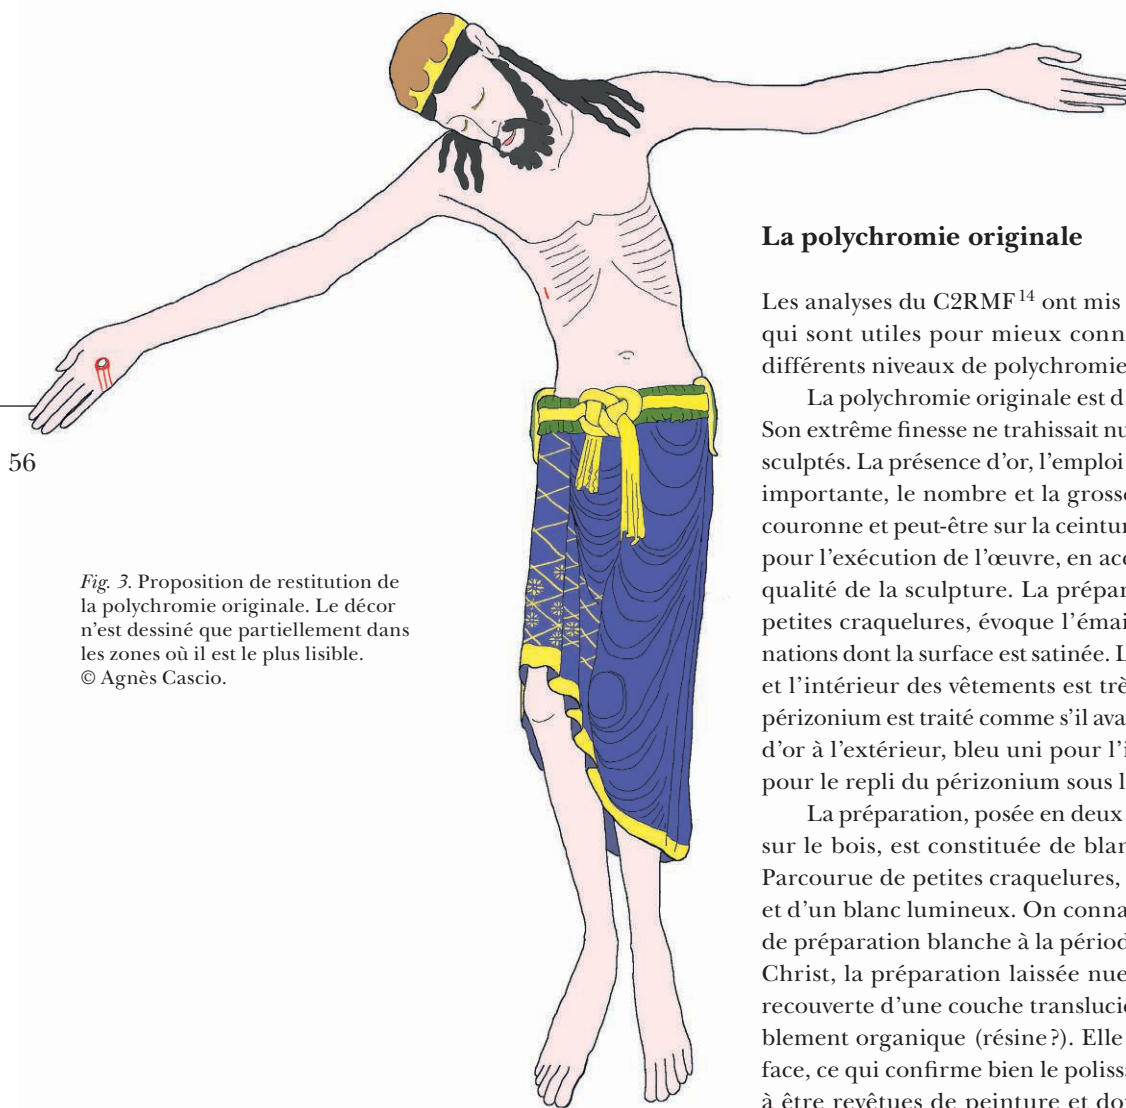 La polychromie originale
Les analyses du C2RMF14 ont mis
qui sont utiles pour mieux conn
différents niveaux de polychromie
La polychromie originale est d
Son extrême finesse ne trahissait nu
sculptés. La présence d’or, l’emploi
importante, le nombre et la grosse
couronne et peut-être sur la ceintur
pour l’exécution de l’œuvre, en acc
qualité de la sculpture. La prépar
petites craquelures, évoque l’émai
nations dont la surface est satinée. L
et l’intérieur des vêtements est trè
périzonium est traité comme s’il ava
d’or à l’extérieur, bleu uni pour l’i
pour le repli du périzonium sous l
La préparation, posée en deux
sur le bois, est constituée de blan
Parcourue de petites craquelures,
et d’un blanc lumineux. On conna
de préparation blanche à la périod
Christ, la préparation laissée nue
recouverte d’une couche translucid
blement organique (résine ?). Elle
face, ce qui confirme bien le poliss
à être revêtues de peinture et do
56
Fig. 3. Proposition de restitution de
la polychromie originale. Le décor
n’est dessiné que partiellement dans
les zones où il est le plus lisible.
© Agnès Cascio.